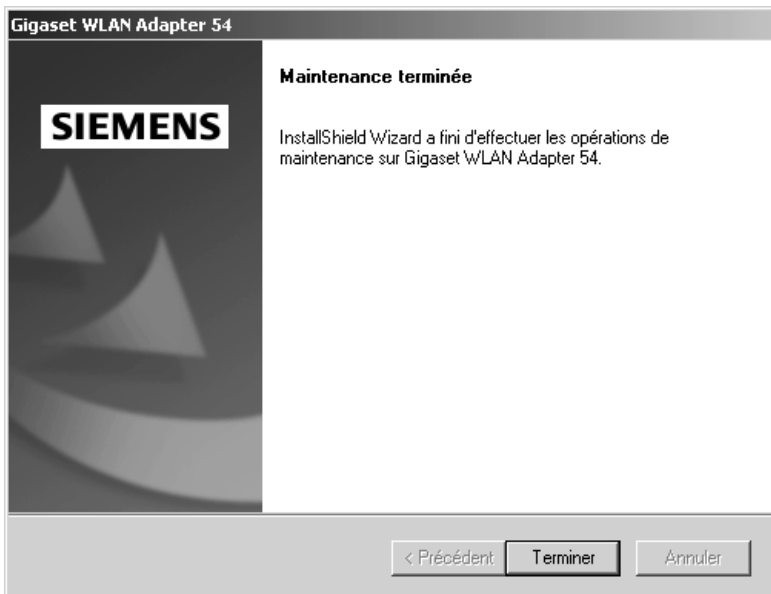 Gigaset WLAN Adapter 54
SIEMENS
Maintenance terminée
InstallShield Wizard a fini d'effectuer les opérations de
maintenance sur Gigaset WLAN Adapter 54.
< Précédent
Terminer
Annuler